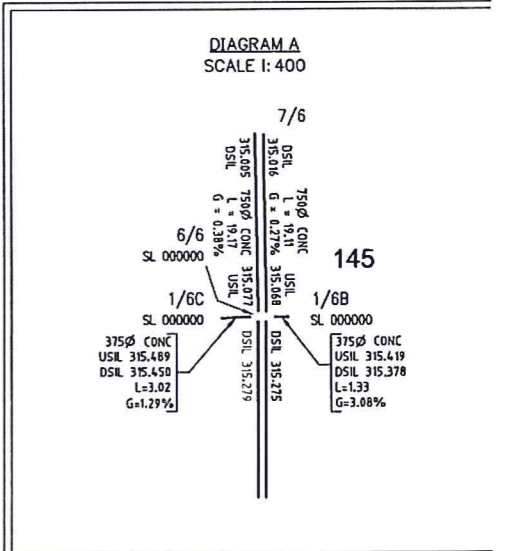 DIAGRAM A
SCALE 1:400
7/6
DSIL
315.005
DSIL
315.016
750Ø CONC
L = 19.17
G = 0.38%
750Ø CONC
L = 19.11
G = 0.27%
6/6
SL 000000
USIL
315.077
USIL
315.068
145
1/6C
SL 000000
1/6B
SL 000000
375Ø CONC
USIL 315.489
DSIL 315.450
L=3.02
G=1.29%
DSIL 315.279
DSIL 315.275
375Ø CONC
USIL 315.419
DSIL 315.378
L=1.33
G=3.08%